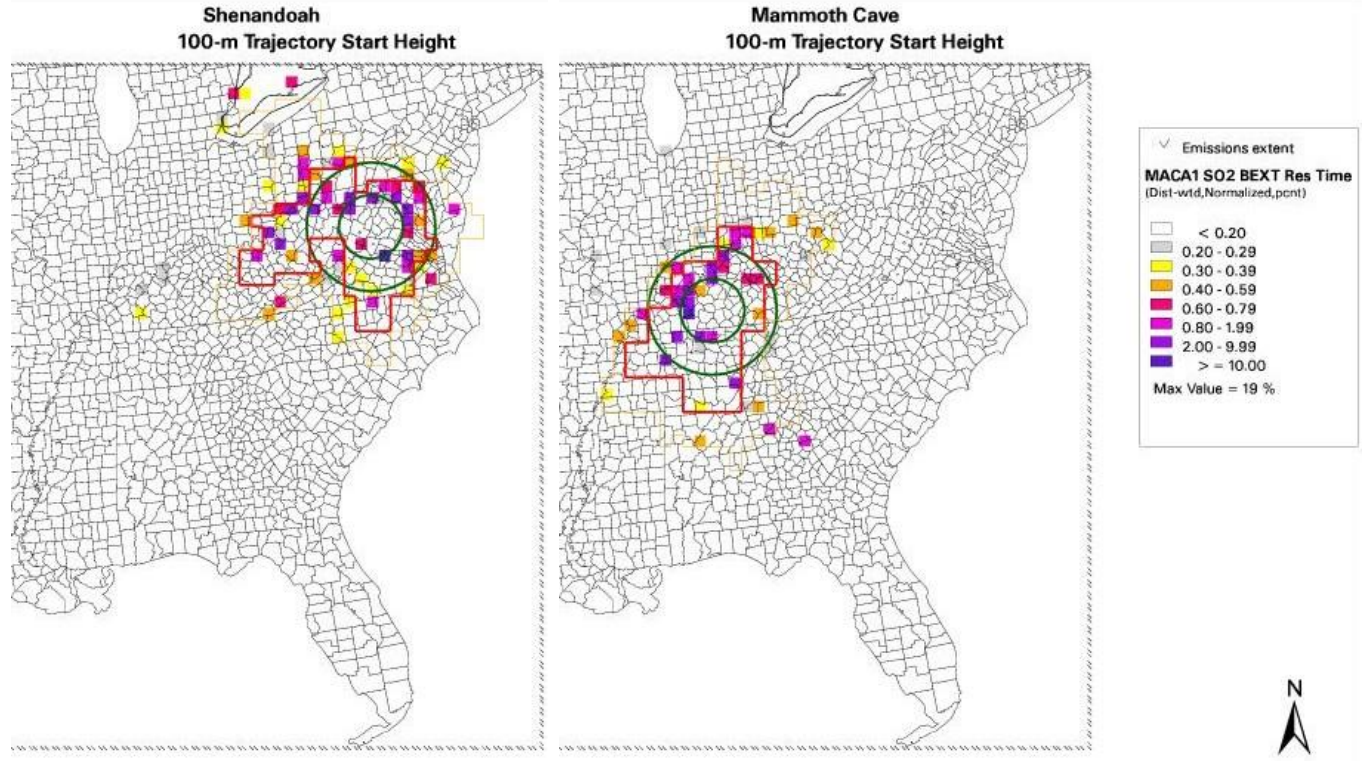 Shenandoah
100-m Trajectory Start Height
Mammoth Cave
100-m Trajectory Start Height
Emissions extent
MACA1 SO2 BEXT Res Time
(Dist-wtd,Normalized,pcnt)
< 0.20
0.20 - 0.29
0.30 - 0.39
0.40 - 0.59
0.60 - 0.79
0.80 - 1.99
2.00 - 9.99
> = 10.00
Max Value = 19 %
N